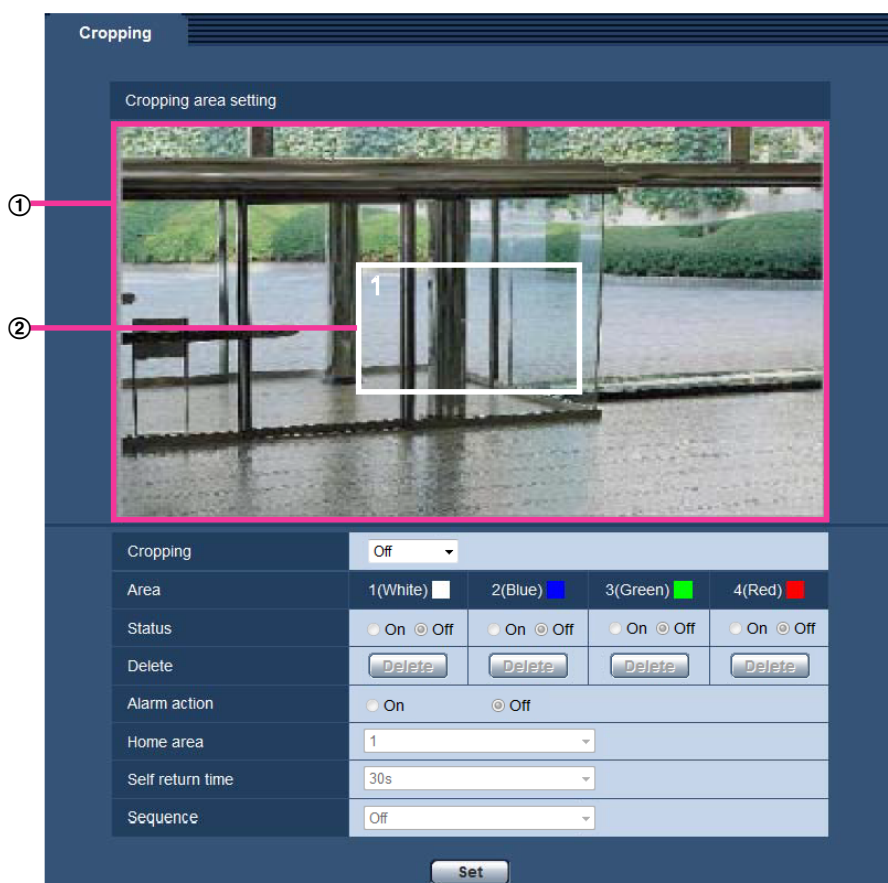 Cropping
Cropping area setting
①
1
②
Cropping Off
Area 1(White) 2(Blue) 3(Green) 4(Red)
Status On Off On Off On Off On Off
Delete Delete Delete Delete Delete
Alarm action On Off
Home area 1
Self return time 30s
Sequence Off
Set